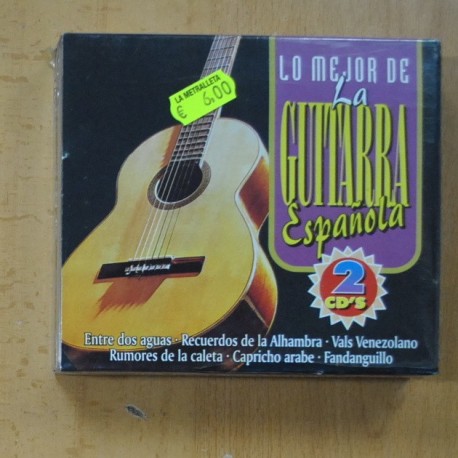 LO MEJOR DE
La
GUITARRA
Española
LA METRALLETA
€ 6,00
2
CD'S
Entre dos aguas · Recuerdos de la Alhambra · Vals Venezolano
Rumores de la caleta · Capricho arabe · Fandanguillo